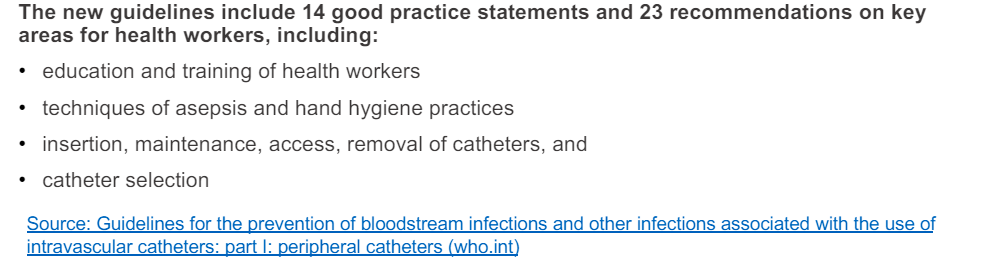 The new guidelines include 14 good practice statements and 23 recommendations on key
areas for health workers, including:
• education and training of health workers
• techniques of asepsis and hand hygiene practices
• insertion, maintenance, access, removal of catheters, and
• catheter selection
Source: Guidelines for the prevention of bloodstream infections and other infections associated with the use of
intravascular catheters: part I: peripheral catheters (who.int)